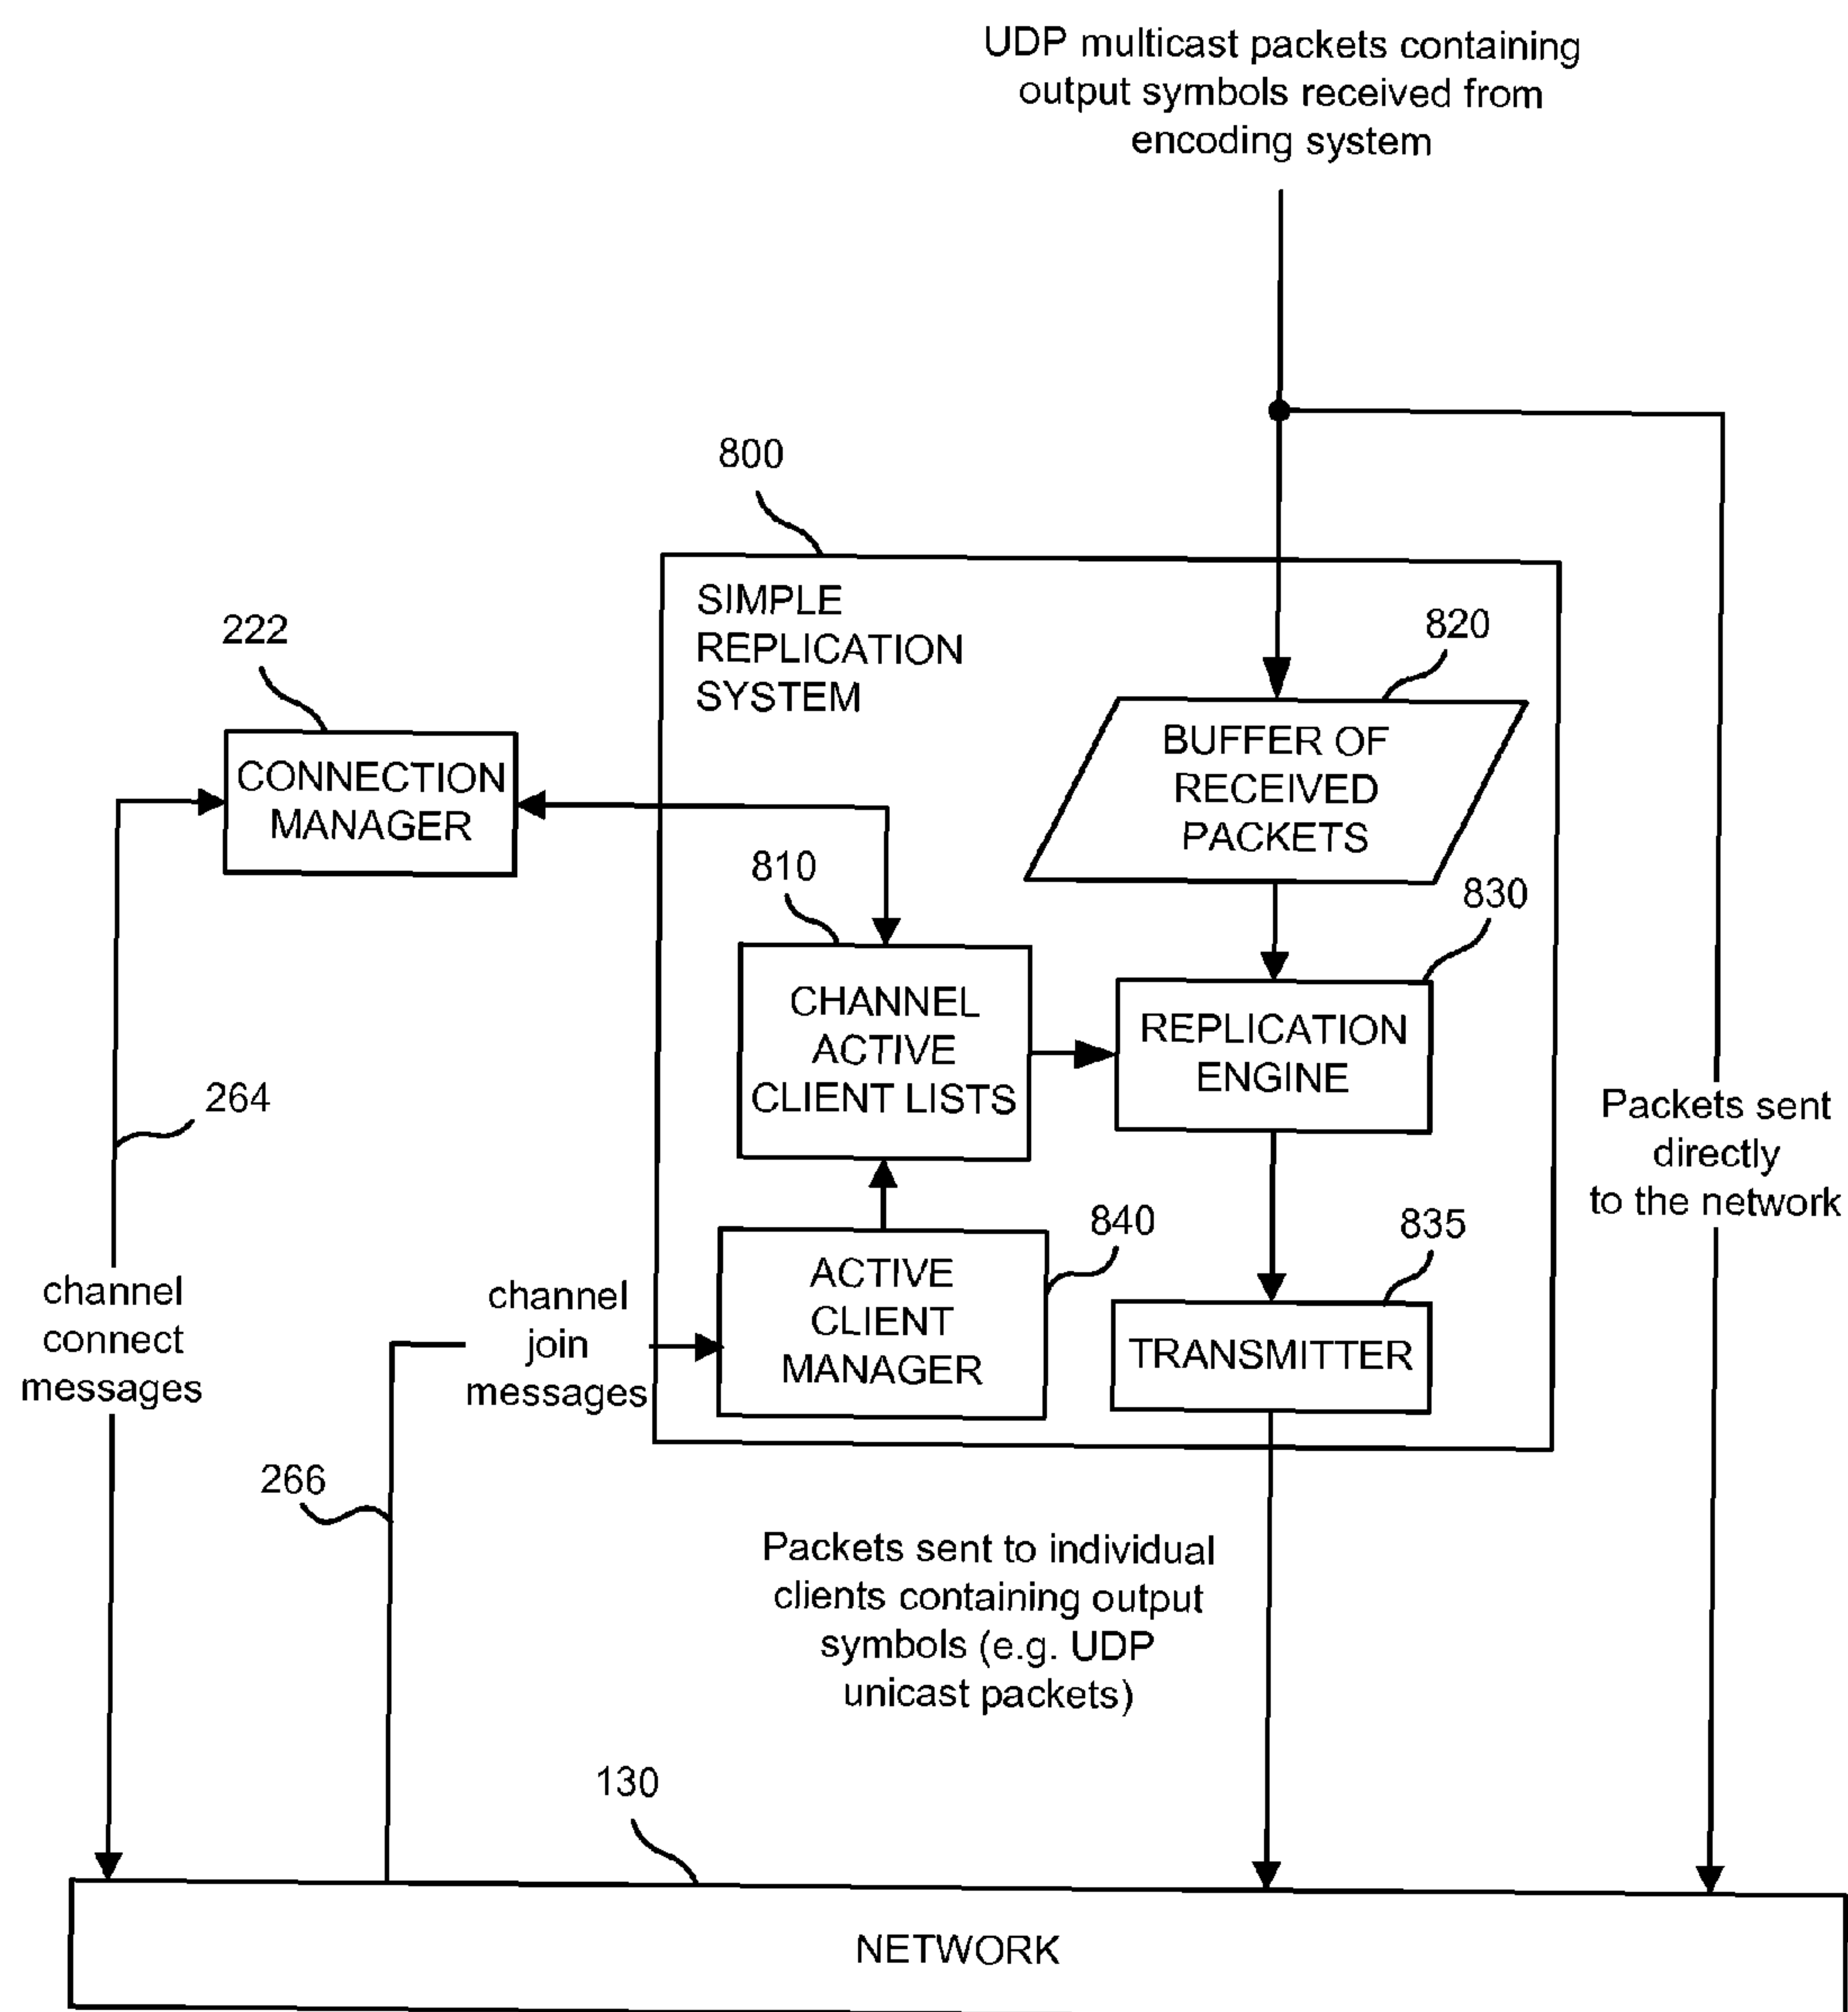 UDP multicast packets containing
output symbols received from
encoding system
800
SIMPLE
REPLICATION
SYSTEM
222
820
CONNECTION
MANAGER
BUFFER OF
RECEIVED
PACKETS
810
830
CHANNEL
ACTIVE
CLIENT LISTS
REPLICATION
ENGINE
264
Packets sent
directly
to the network
840
835
channel
connect
messages
channel
join
messages
ACTIVE
CLIENT
MANAGER
TRANSMITTER
266
Packets sent to individual
clients containing output
symbols (e.g. UDP
unicast packets)
130
NETWORK